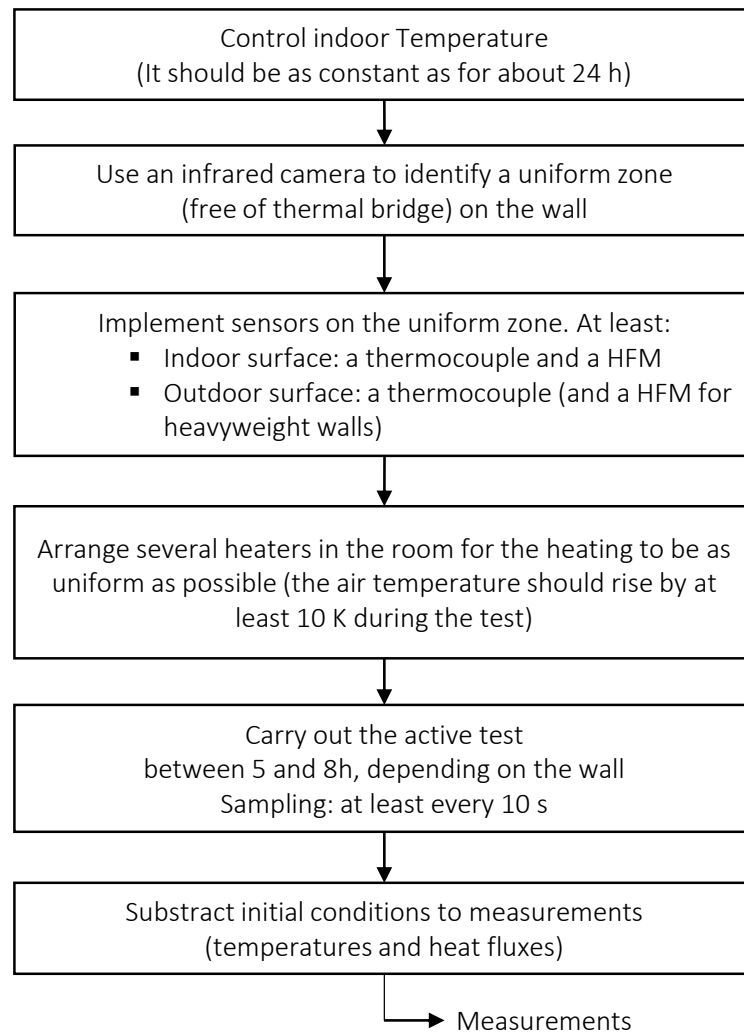 Control indoor Temperature
(It should be as constant as for about 24 h)
Use an infrared camera to identify a uniform zone
(free of thermal bridge) on the wall
Implement sensors on the uniform zone. At least:
▪ Indoor surface: a thermocouple and a HFM
▪ Outdoor surface: a thermocouple (and a HFM for
heavyweight walls)
Arrange several heaters in the room for the heating to be as
uniform as possible (the air temperature should rise by at
least 10 K during the test)
Carry out the active test
between 5 and 8h, depending on the wall
Sampling: at least every 10 s
Substract initial conditions to measurements
(temperatures and heat fluxes)
Measurements